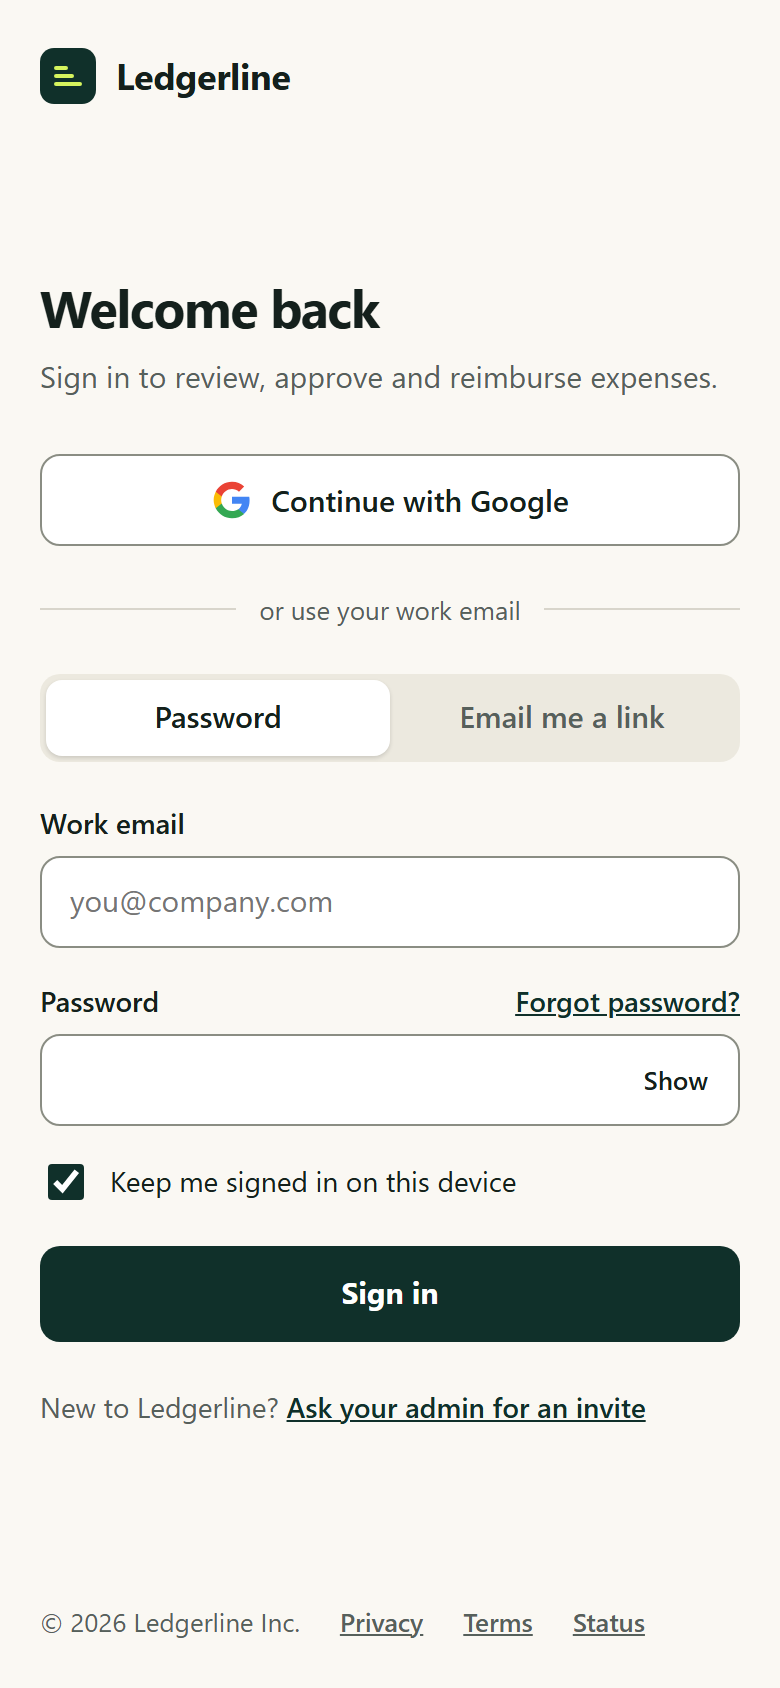 Ledgerline
Welcome back
Sign in to review, approve and reimburse expenses.
Continue with Google
or use your work email
Password
Email me a link
Work email
you@company.com
Password
Forgot password?
Show
Keep me signed in on this device
Sign in
New to Ledgerline? Ask your admin for an invite
© 2026 Ledgerline Inc. Privacy Terms Status